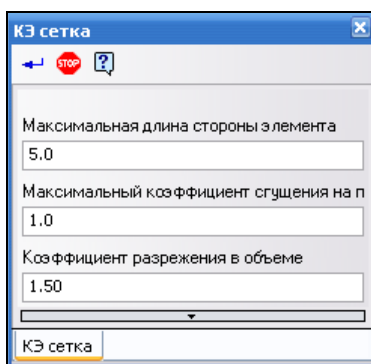 КЭ сетка
STOP
?
Максимальная длина стороны элемента
5.0
Максимальный коэффициент сгущения на п
1.0
Коэффициент разрежения в объеме
1.50
КЭ сетка